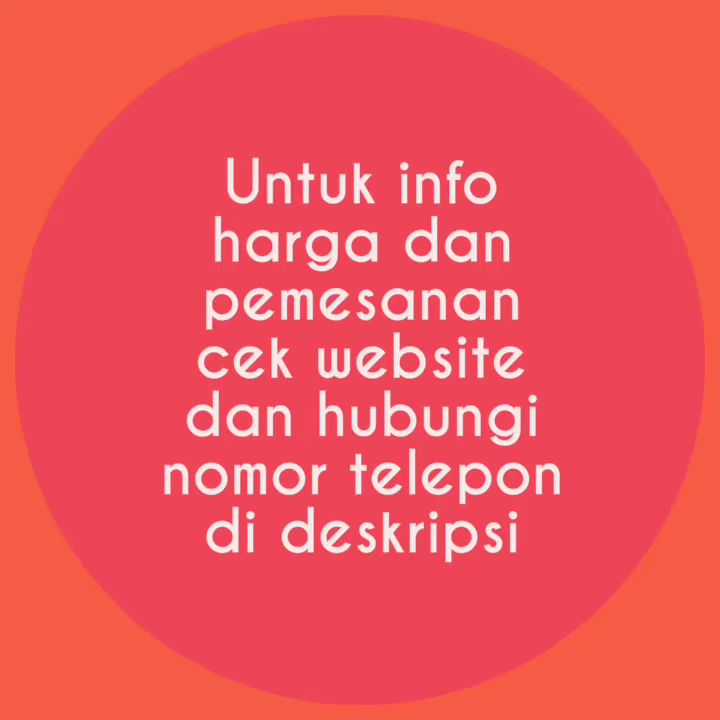 Untuk info
harga dan
pemesanan
cek website
dan hubungi
nomor telepon
di deskripsi